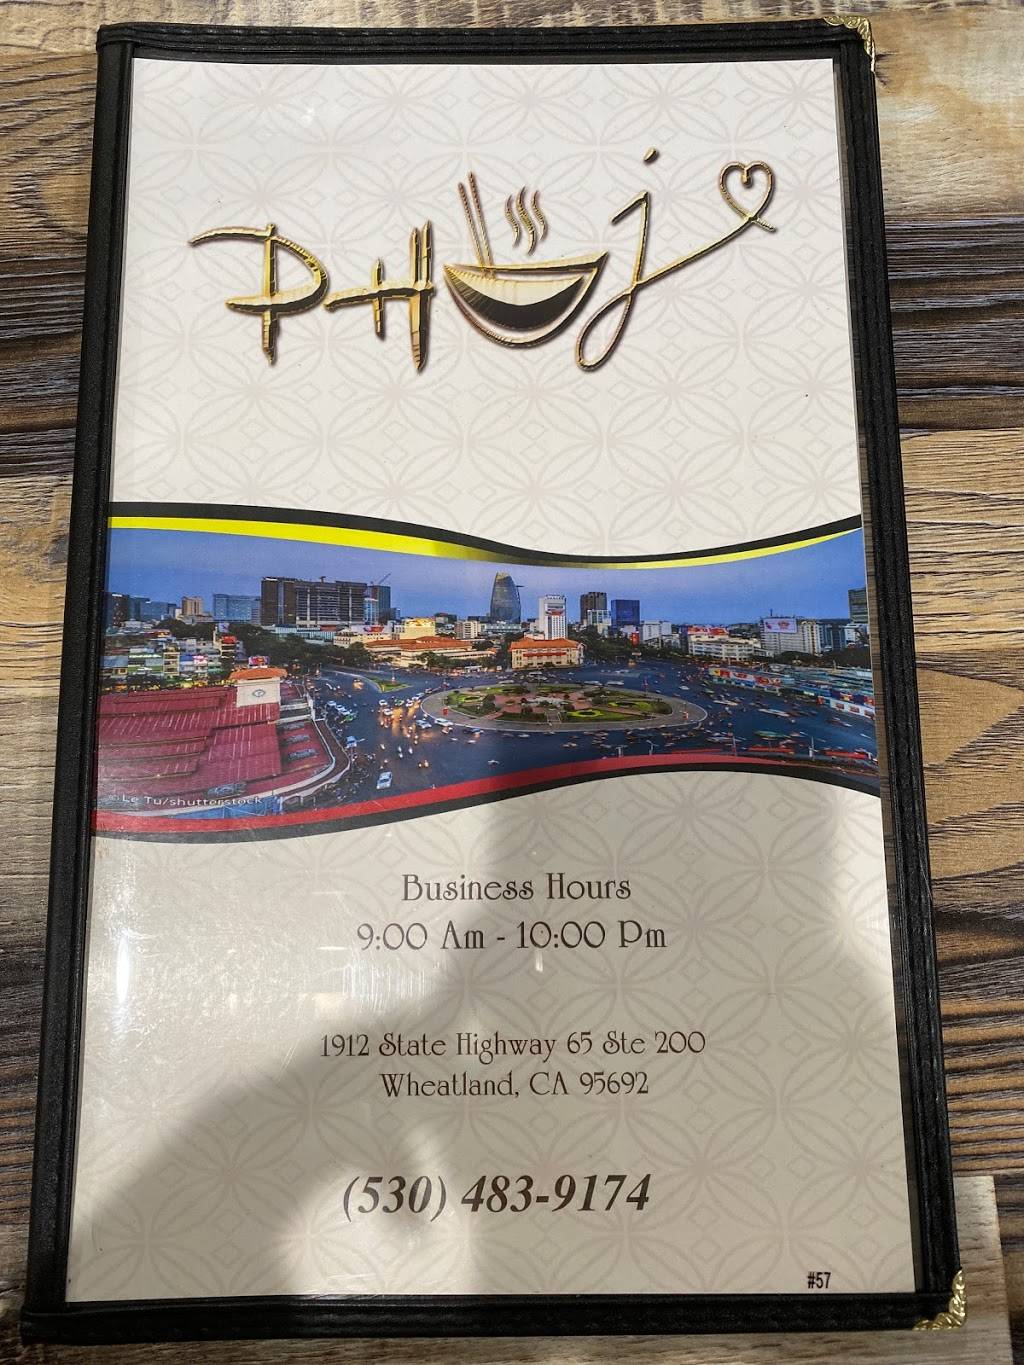 PHOJ
© Le Tu/shutterstock
Business Hours
9:00 Am - 10:00 Pm
1912 State Highway 65 Ste 200
Wheatland, CA 95692
(530) 483-9174
#57